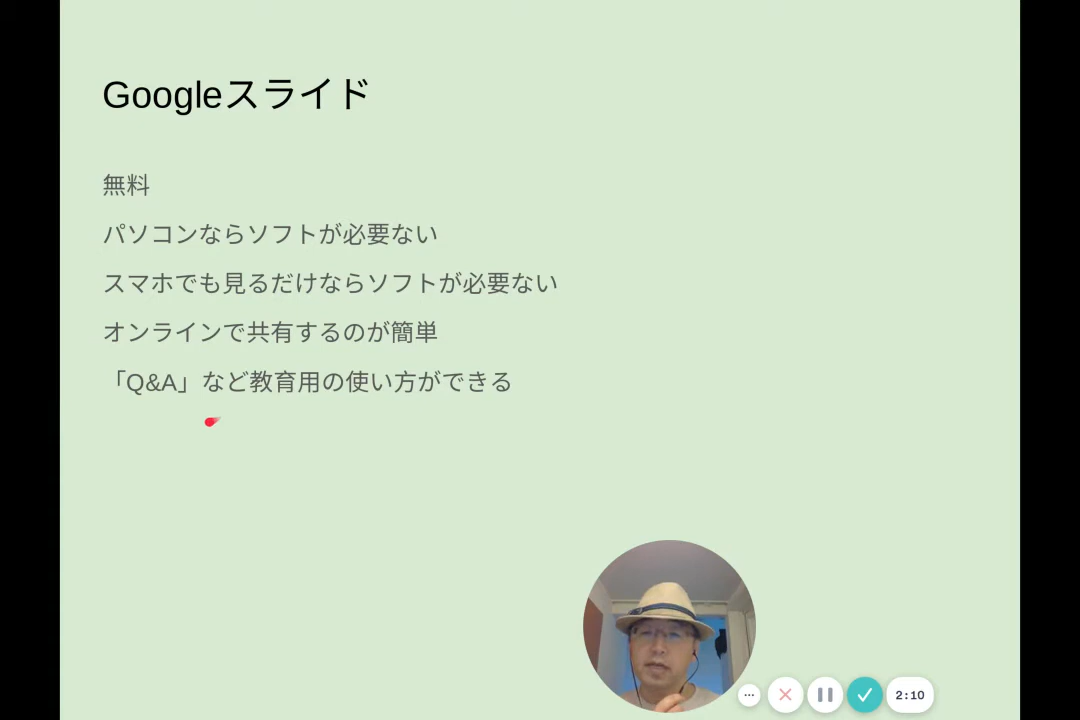 Googleスライド
無料
パソコンならソフトが必要ない
スマホでも見るだけならソフトが必要ない
オンラインで共有するのが簡単
「Q&A」など教育用の使い方ができる
2:10